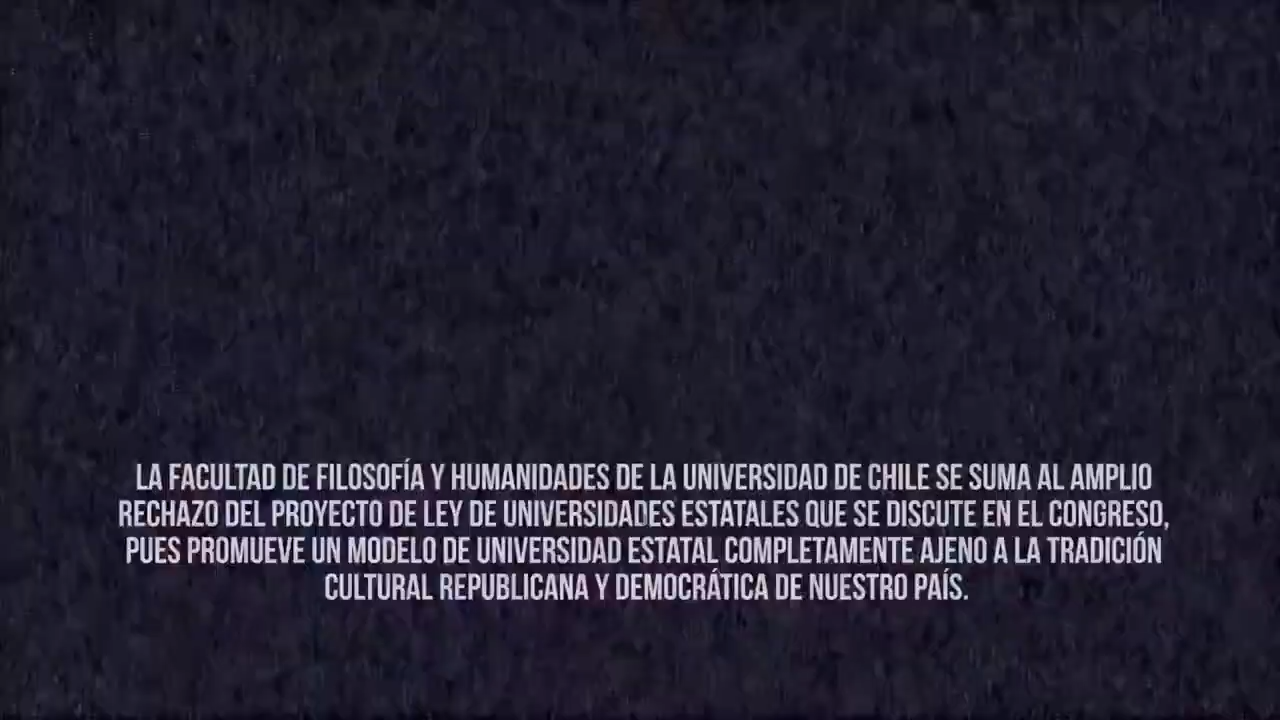 LA FACULTAD DE FILOSOFÍA Y HUMANIDADES DE LA UNIVERSIDAD DE CHILE SE SUMA AL AMPLIO
RECHAZO DEL PROYECTO DE LEY DE UNIVERSIDADES ESTATALES QUE SE DISCUTE EN EL CONGRESO,
PUES PROMUEVE UN MODELO DE UNIVERSIDAD ESTATAL COMPLETAMENTE AJENO A LA TRADICIÓN
CULTURAL REPUBLICANA Y DEMOCRÁTICA DE NUESTRO PAÍS.